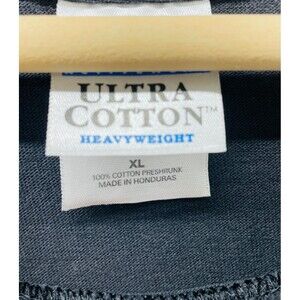 ULTRA
COTTON™
HEAVYWEIGHT
XL
100% COTTON PRESHRUNK
MADE IN HONDURAS